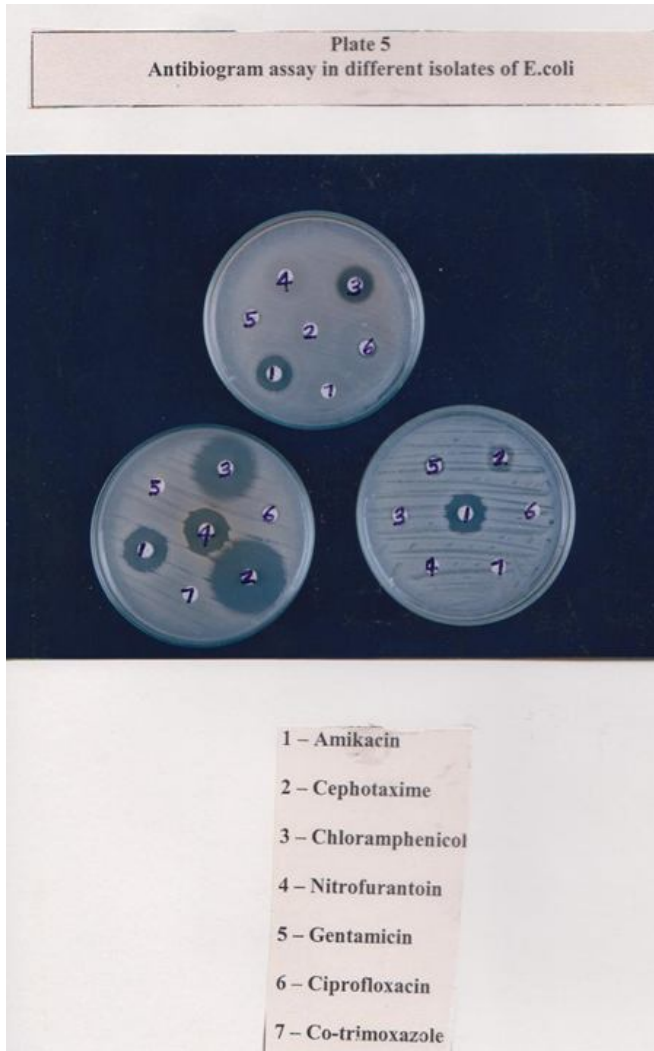 Plate 5
Antibiogram assay in different isolates of E.coli
4 3
5 2 6
1 7
3
5 6
4
1 2
7
5 2
3 1 6
4 7
1 – Amikacin
2 – Cephotaxime
3 – Chloramphenicol
4 – Nitrofurantoin
5 – Gentamicin
6 – Ciprofloxacin
7 – Co-trimoxazole